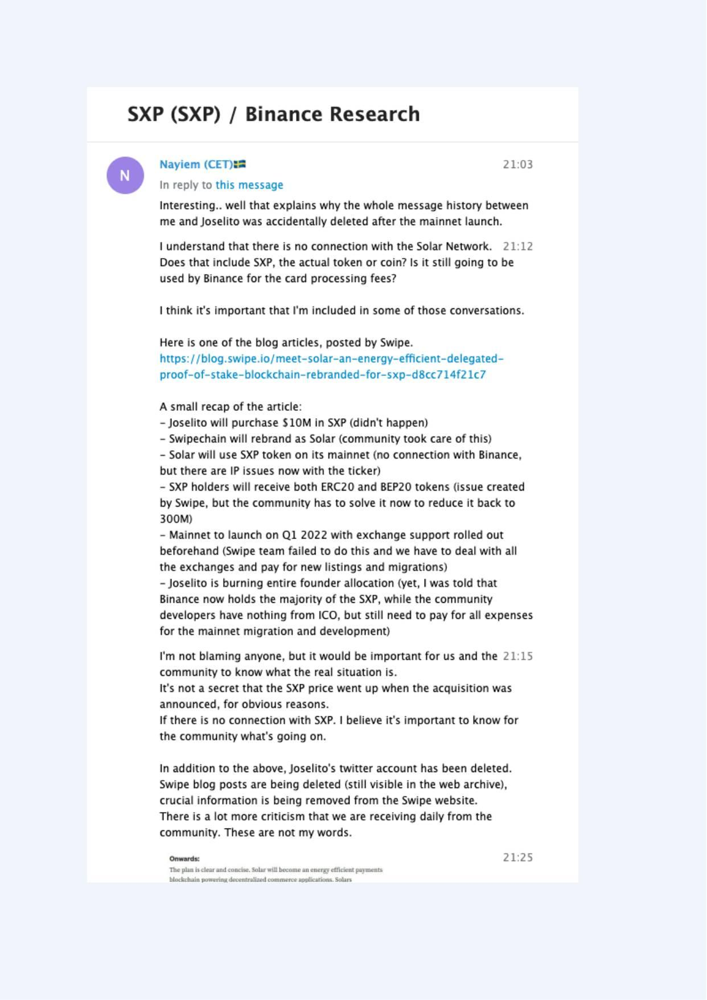 SXP (SXP) / Binance Research
N
Nayiem (CET)🇸🇪 21:03
In reply to this message
Interesting.. well that explains why the whole message history between
me and Joselito was accidentally deleted after the mainnet launch.
I understand that there is no connection with the Solar Network. 21:12
Does that include SXP, the actual token or coin? Is it still going to be
used by Binance for the card processing fees?
I think it's important that I'm included in some of those conversations.
Here is one of the blog articles, posted by Swipe.
https://blog.swipe.io/meet-solar-an-energy-efficient-delegated-
proof-of-stake-blockchain-rebranded-for-sxp-d8cc714f21c7
A small recap of the article:
– Joselito will purchase $10M in SXP (didn't happen)
– Swipechain will rebrand as Solar (community took care of this)
– Solar will use SXP token on its mainnet (no connection with Binance,
but there are IP issues now with the ticker)
– SXP holders will receive both ERC20 and BEP20 tokens (issue created
by Swipe, but the community has to solve it now to reduce it back to
300M)
– Mainnet to launch on Q1 2022 with exchange support rolled out
beforehand (Swipe team failed to do this and we have to deal with all
the exchanges and pay for new listings and migrations)
– Joselito is burning entire founder allocation (yet, I was told that
Binance now holds the majority of the SXP, while the community
developers have nothing from ICO, but still need to pay for all expenses
for the mainnet migration and development)
I'm not blaming anyone, but it would be important for us and the 21:15
community to know what the real situation is.
It's not a secret that the SXP price went up when the acquisition was
announced, for obvious reasons.
If there is no connection with SXP. I believe it's important to know for
the community what's going on.
In addition to the above, Joselito's twitter account has been deleted.
Swipe blog posts are being deleted (still visible in the web archive),
crucial information is being removed from the Swipe website.
There is a lot more criticism that we are receiving daily from the
community. These are not my words.
21:25
Onwards:
The plan is clear and concise. Solar will become an energy efficient payments
blockchain powering decentralized commerce applications. Solars